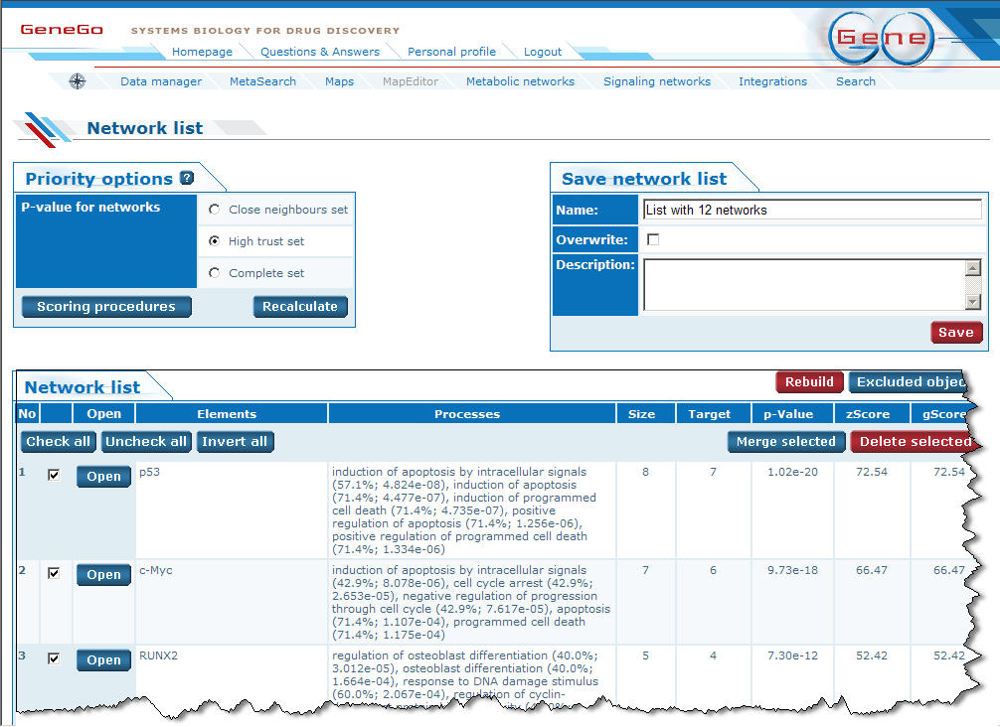 GeneGo SYSTEMS BIOLOGY FOR DRUG DISCOVERY
Gene
Homepage Questions & Answers Personal profile Logout
Data manager MetaSearch Maps MapEditor Metabolic networks Signaling networks Integrations Search
Network list
Priority options ?
P-value for networks
Close neighbours set
High trust set
Complete set
Scoring procedures Recalculate
Save network list
Name: List with 12 networks
Overwrite:
Description:
Save
Network list
Rebuild Excluded objec
No Open Elements Processes Size Target p-Value zScore gScore
Check all Uncheck all Invert all Merge selected Delete selected
1 Open p53 induction of apoptosis by intracellular signals 8 7 1.02e-20 72.54 72.54
(57.1%; 4.824e-08), induction of apoptosis
(71.4%; 4.477e-07), induction of programmed
cell death (71.4%; 4.735e-07), positive
regulation of apoptosis (71.4%; 1.256e-06),
positive regulation of programmed cell death
(71.4%; 1.334e-06)
2 Open c-Myc induction of apoptosis by intracellular signals 7 6 9.73e-18 66.47 66.47
(42.9%; 8.078e-06), cell cycle arrest (42.9%;
2.653e-05), negative regulation of progression
through cell cycle (42.9%; 7.617e-05), apoptosis
(71.4%; 1.107e-04), programmed cell death
(71.4%; 1.175e-04)
3 Open RUNX2 regulation of osteoblast differentiation (40.0%; 5 4 7.30e-12 52.42 52.42
3.012e-05), osteoblast differentiation (40.0%;
1.664e-04), response to DNA damage stimulus
(60.0%; 2.067e-04), regulation of cyclin-